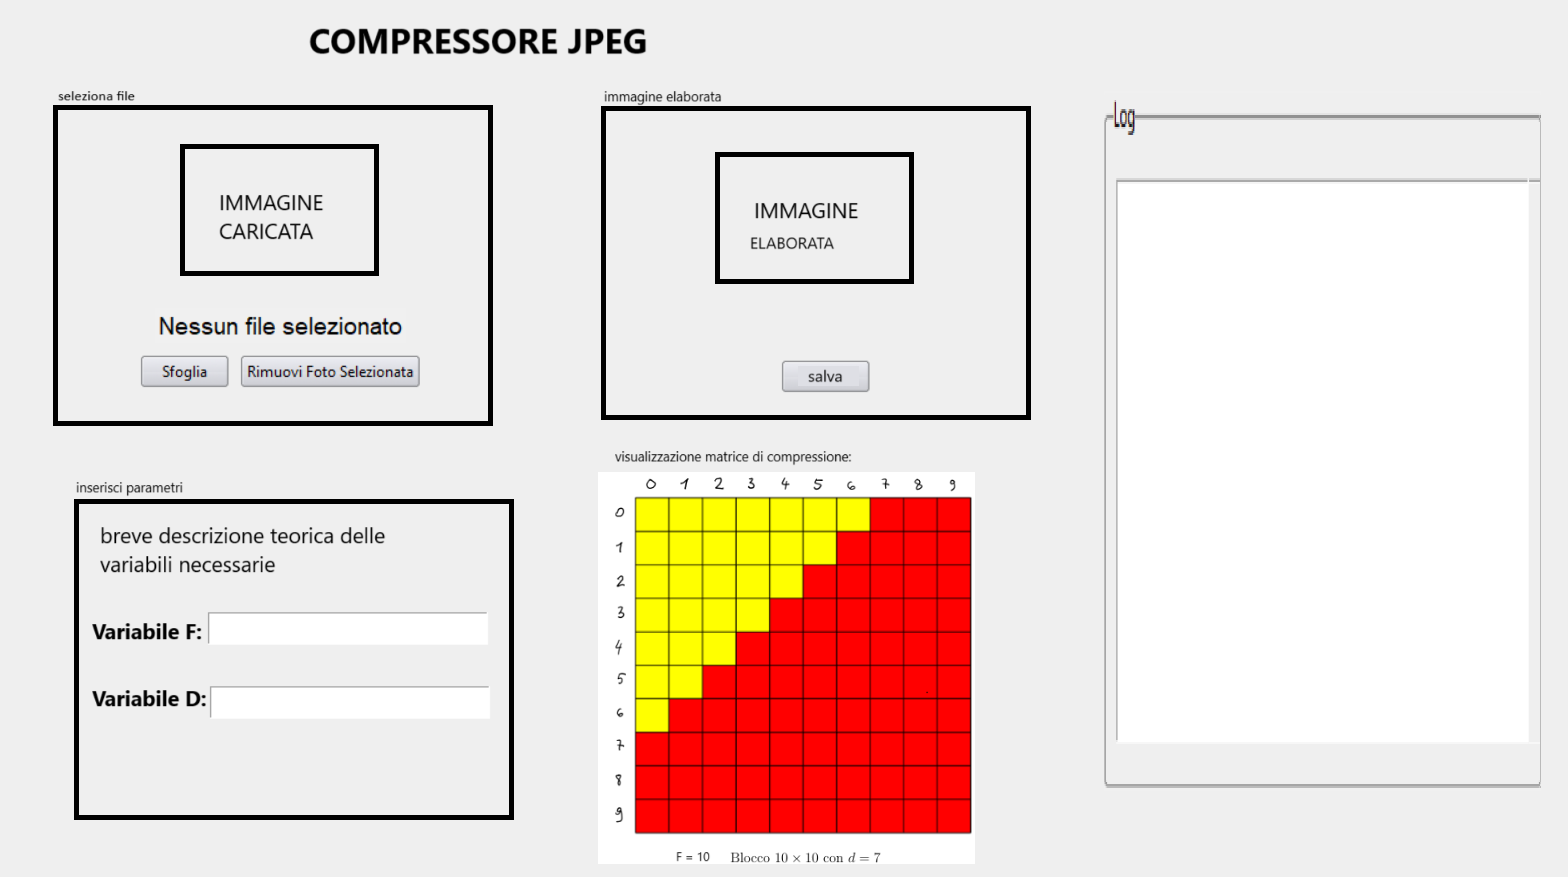 COMPRESSORE JPEG
seleziona file
IMMAGINE
CARICATA
Nessun file selezionato
Sfoglia
Rimuovi Foto Selezionata
immagine elaborata
IMMAGINE
ELABORATA
salva
Log
inserisci parametri
breve descrizione teorica delle
variabili necessarie
Variabile F:
Variabile D:
visualizzazione matrice di compressione:
0 1 2 3 4 5 6 7 8 9
0
1
2
3
4
5
6
7
8
9
F = 10 Blocco 10 × 10 con d = 7